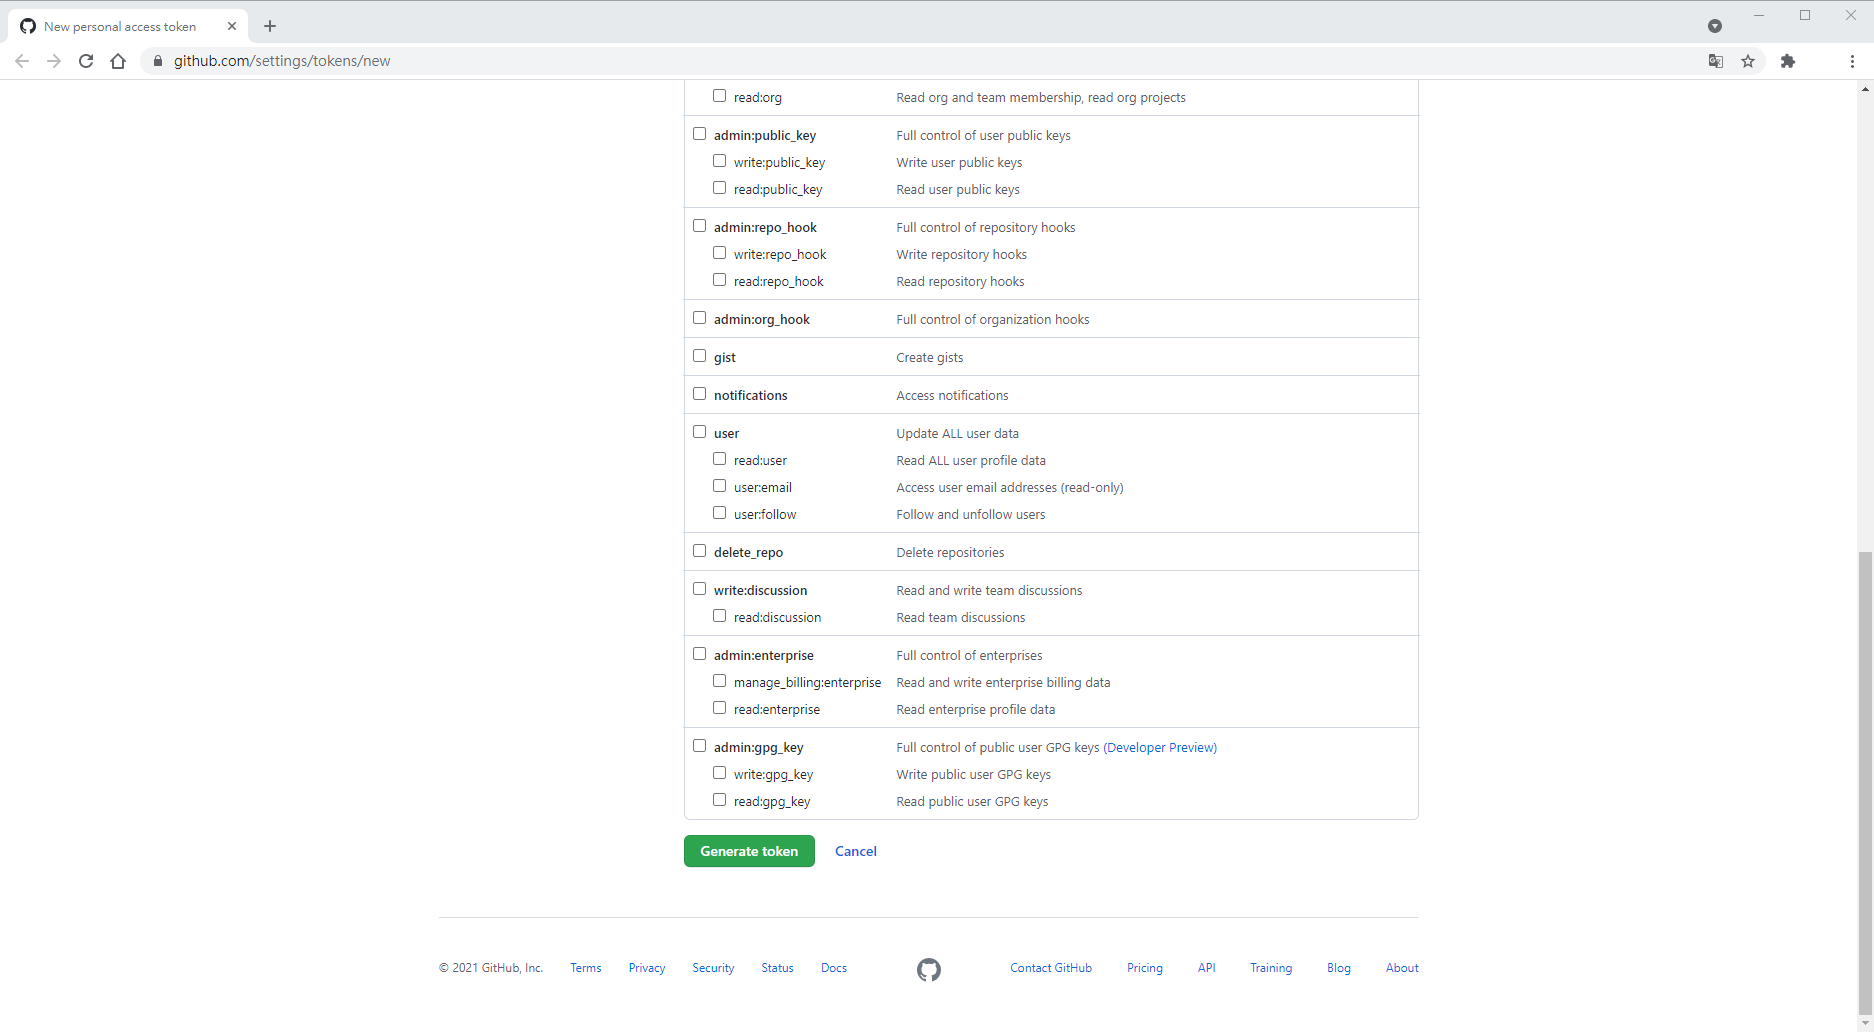 New personal access token
github.com/settings/tokens/new
read:org Read org and team membership, read org projects
admin:public_key Full control of user public keys
write:public_key Write user public keys
read:public_key Read user public keys
admin:repo_hook Full control of repository hooks
write:repo_hook Write repository hooks
read:repo_hook Read repository hooks
admin:org_hook Full control of organization hooks
gist Create gists
notifications Access notifications
user Update ALL user data
read:user Read ALL user profile data
user:email Access user email addresses (read-only)
user:follow Follow and unfollow users
delete_repo Delete repositories
write:discussion Read and write team discussions
read:discussion Read team discussions
admin:enterprise Full control of enterprises
manage_billing:enterprise Read and write enterprise billing data
read:enterprise Read enterprise profile data
admin:gpg_key Full control of public user GPG keys (Developer Preview)
write:gpg_key Write public user GPG keys
read:gpg_key Read public user GPG keys
Generate token Cancel
© 2021 GitHub, Inc. Terms Privacy Security Status Docs Contact GitHub Pricing API Training Blog About